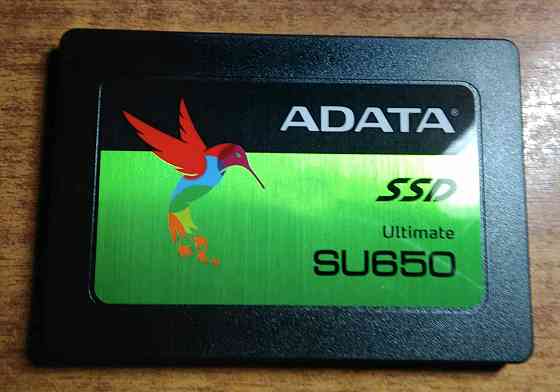 ADATA®
SSD
Ultimate
SU650